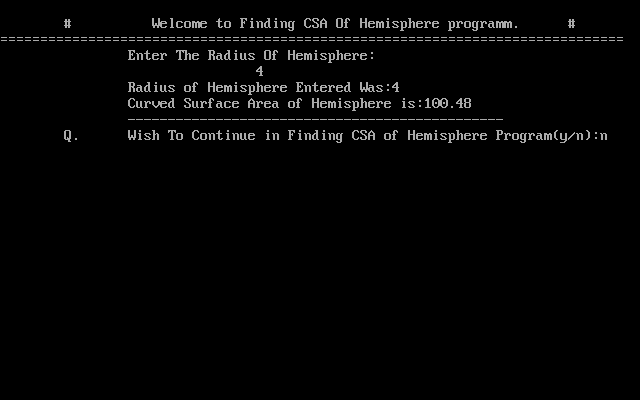 # Welcome to Finding CSA Of Hemisphere programm. #
==============================================================================
Enter The Radius Of Hemisphere:
4
Radius of Hemisphere Entered Was:4
Curved Surface Area of Hemisphere is:100.48
-----------------------------------------------
Q. Wish To Continue in Finding CSA of Hemisphere Program(y/n):n